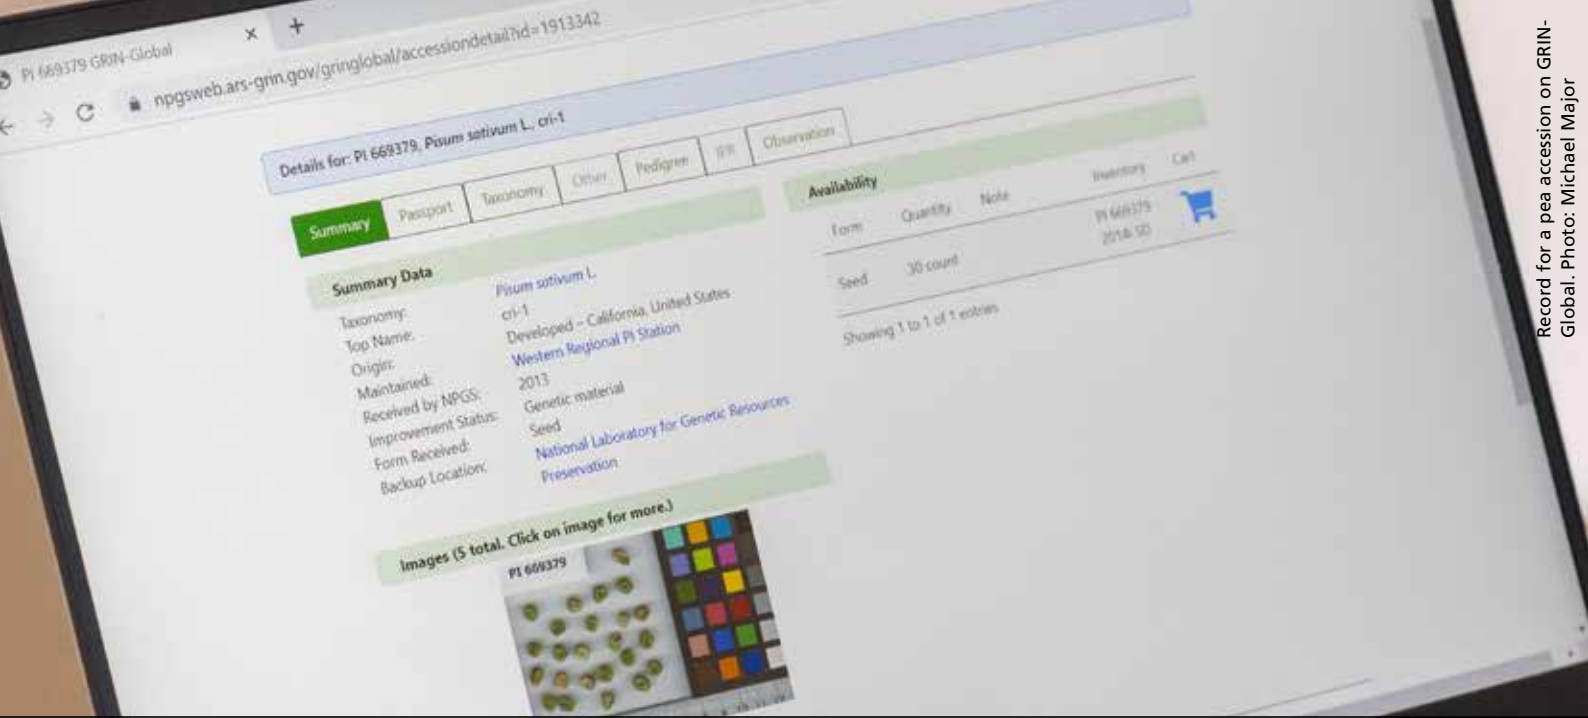 PI 669379 GRIN-Global
×
+
npgsweb.ars-grin.gov/gringlobal/accessiondetail?id=1913342
Details for: PI 669379, Pisum sativum L., cri-1
Summary
Passport
Taxonomy
Other
Pedigree
IPR
Observation
Summary Data
Taxonomy: Pisum sativum L.
Top Name: cri-1
Origin: Developed – California, United States
Maintained: Western Regional PI Station
Received by NPGS: 2013
Improvement Status: Genetic material
Form Received: Seed
Backup Location: National Laboratory for Genetic Resources
Preservation
Availability
Form Quantity Note Inventory Cart
Seed 30 count PI 669379
Showing 1 to 1 of 1 entries
Images (5 total. Click on image for more.)
PI 669379
Record for a pea accession on GRIN-
Global. Photo: Michael Major